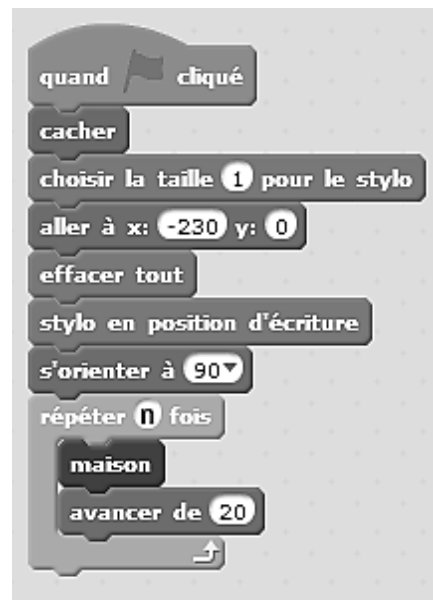 quand cliqué
cacher
choisir la taille 1 pour le stylo
aller à x: -230 y: 0
effacer tout
stylo en position d'écriture
s'orienter à 90
répéter n fois
maison
avancer de 20